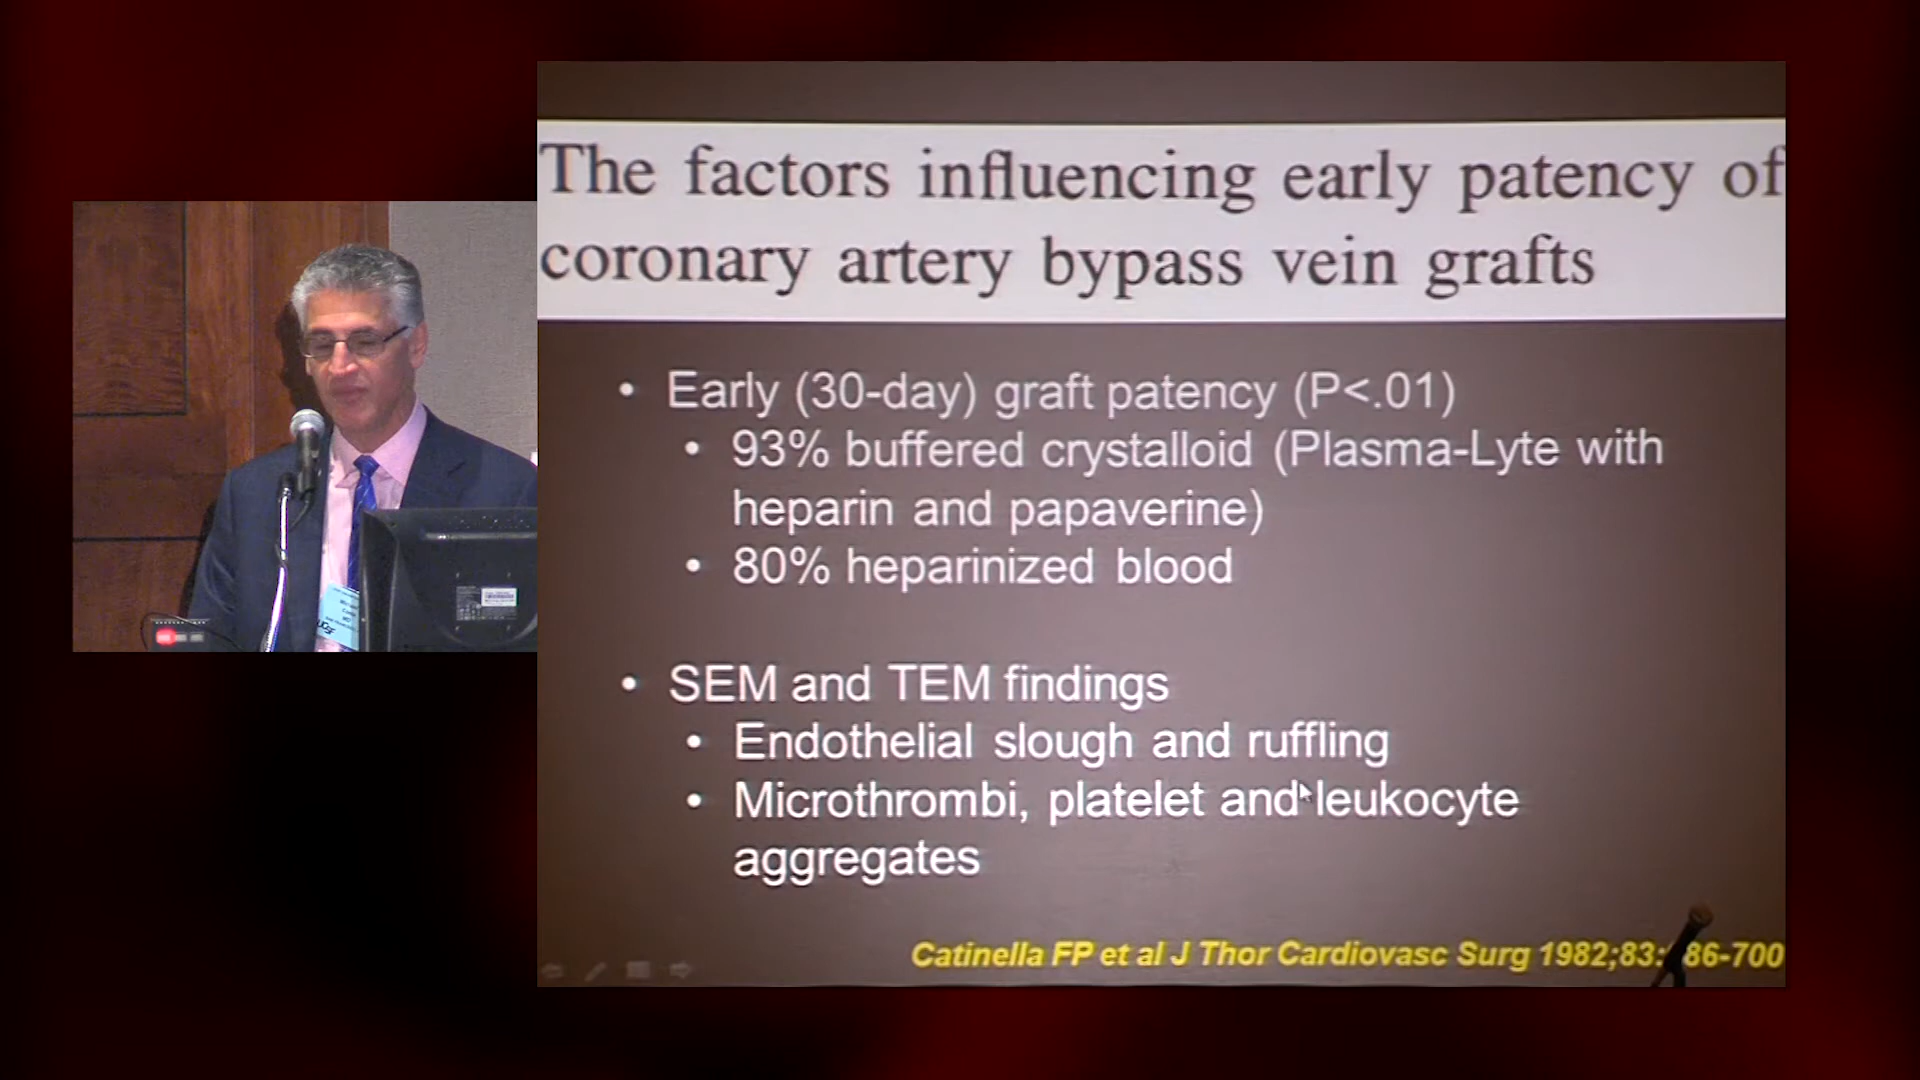 The factors influencing early patency of
coronary artery bypass vein grafts
• Early (30-day) graft patency (P<.01)
• 93% buffered crystalloid (Plasma-Lyte with
heparin and papaverine)
• 80% heparinized blood
• SEM and TEM findings
• Endothelial slough and ruffling
• Microthrombi, platelet and leukocyte
aggregates
Catinella FP et al J Thor Cardiovasc Surg 1982;83: 86-700
UCSF